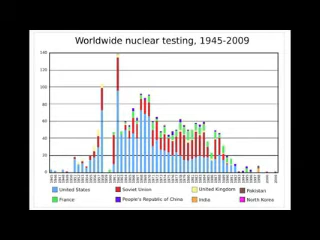 Worldwide nuclear testing, 1945-2009
140
120
100
80
60
40
20
0
United States
Soviet Union
United Kingdom
Pakistan
France
People's Republic of China
India
North Korea